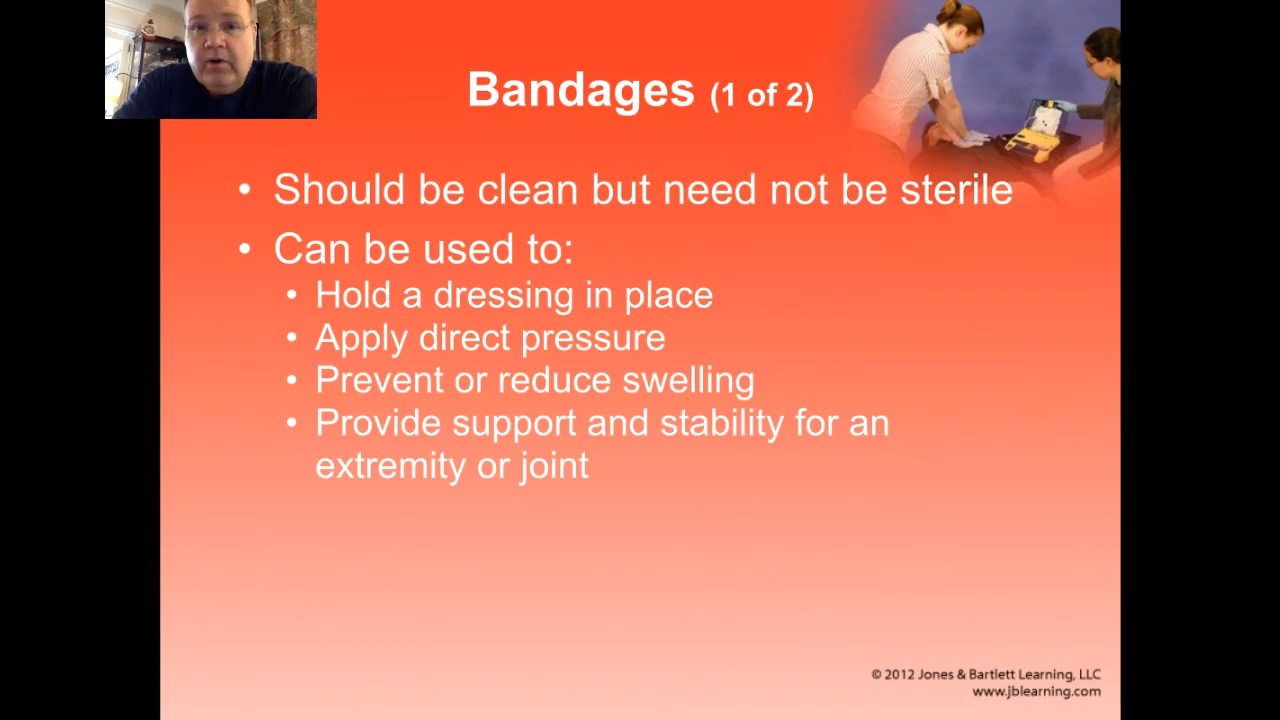 Bandages (1 of 2)
• Should be clean but need not be sterile
• Can be used to:
• Hold a dressing in place
• Apply direct pressure
• Prevent or reduce swelling
• Provide support and stability for an
extremity or joint
© 2012 Jones & Bartlett Learning, LLC
www.jblearning.com